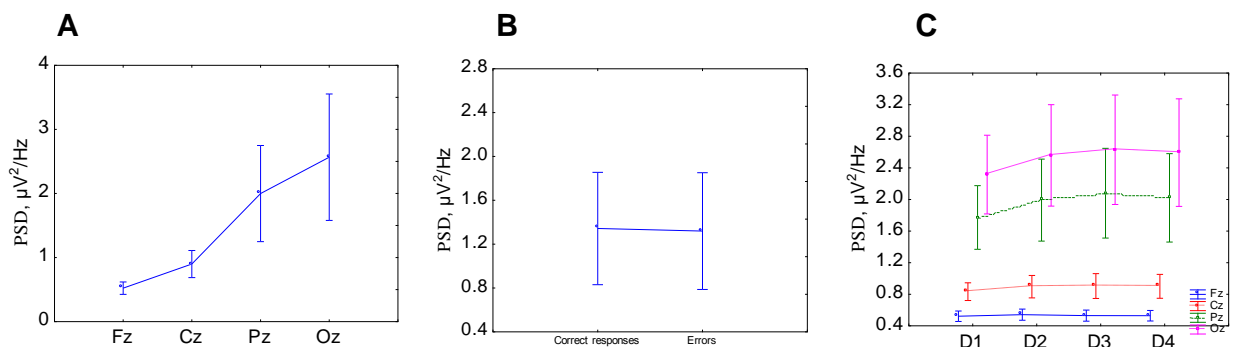 A
PSD, µV²/Hz
4
3
2
1
0
Fz Cz Pz Oz
B
PSD, µV²/Hz
2.8
2.4
2.0
1.6
1.2
0.8
0.4
Correct responses Errors
C
PSD, µV²/Hz
3.6
3.2
2.8
2.4
2.0
1.6
1.2
0.8
0.4
D1 D2 D3 D4
Fz
Cz
Pz
Oz